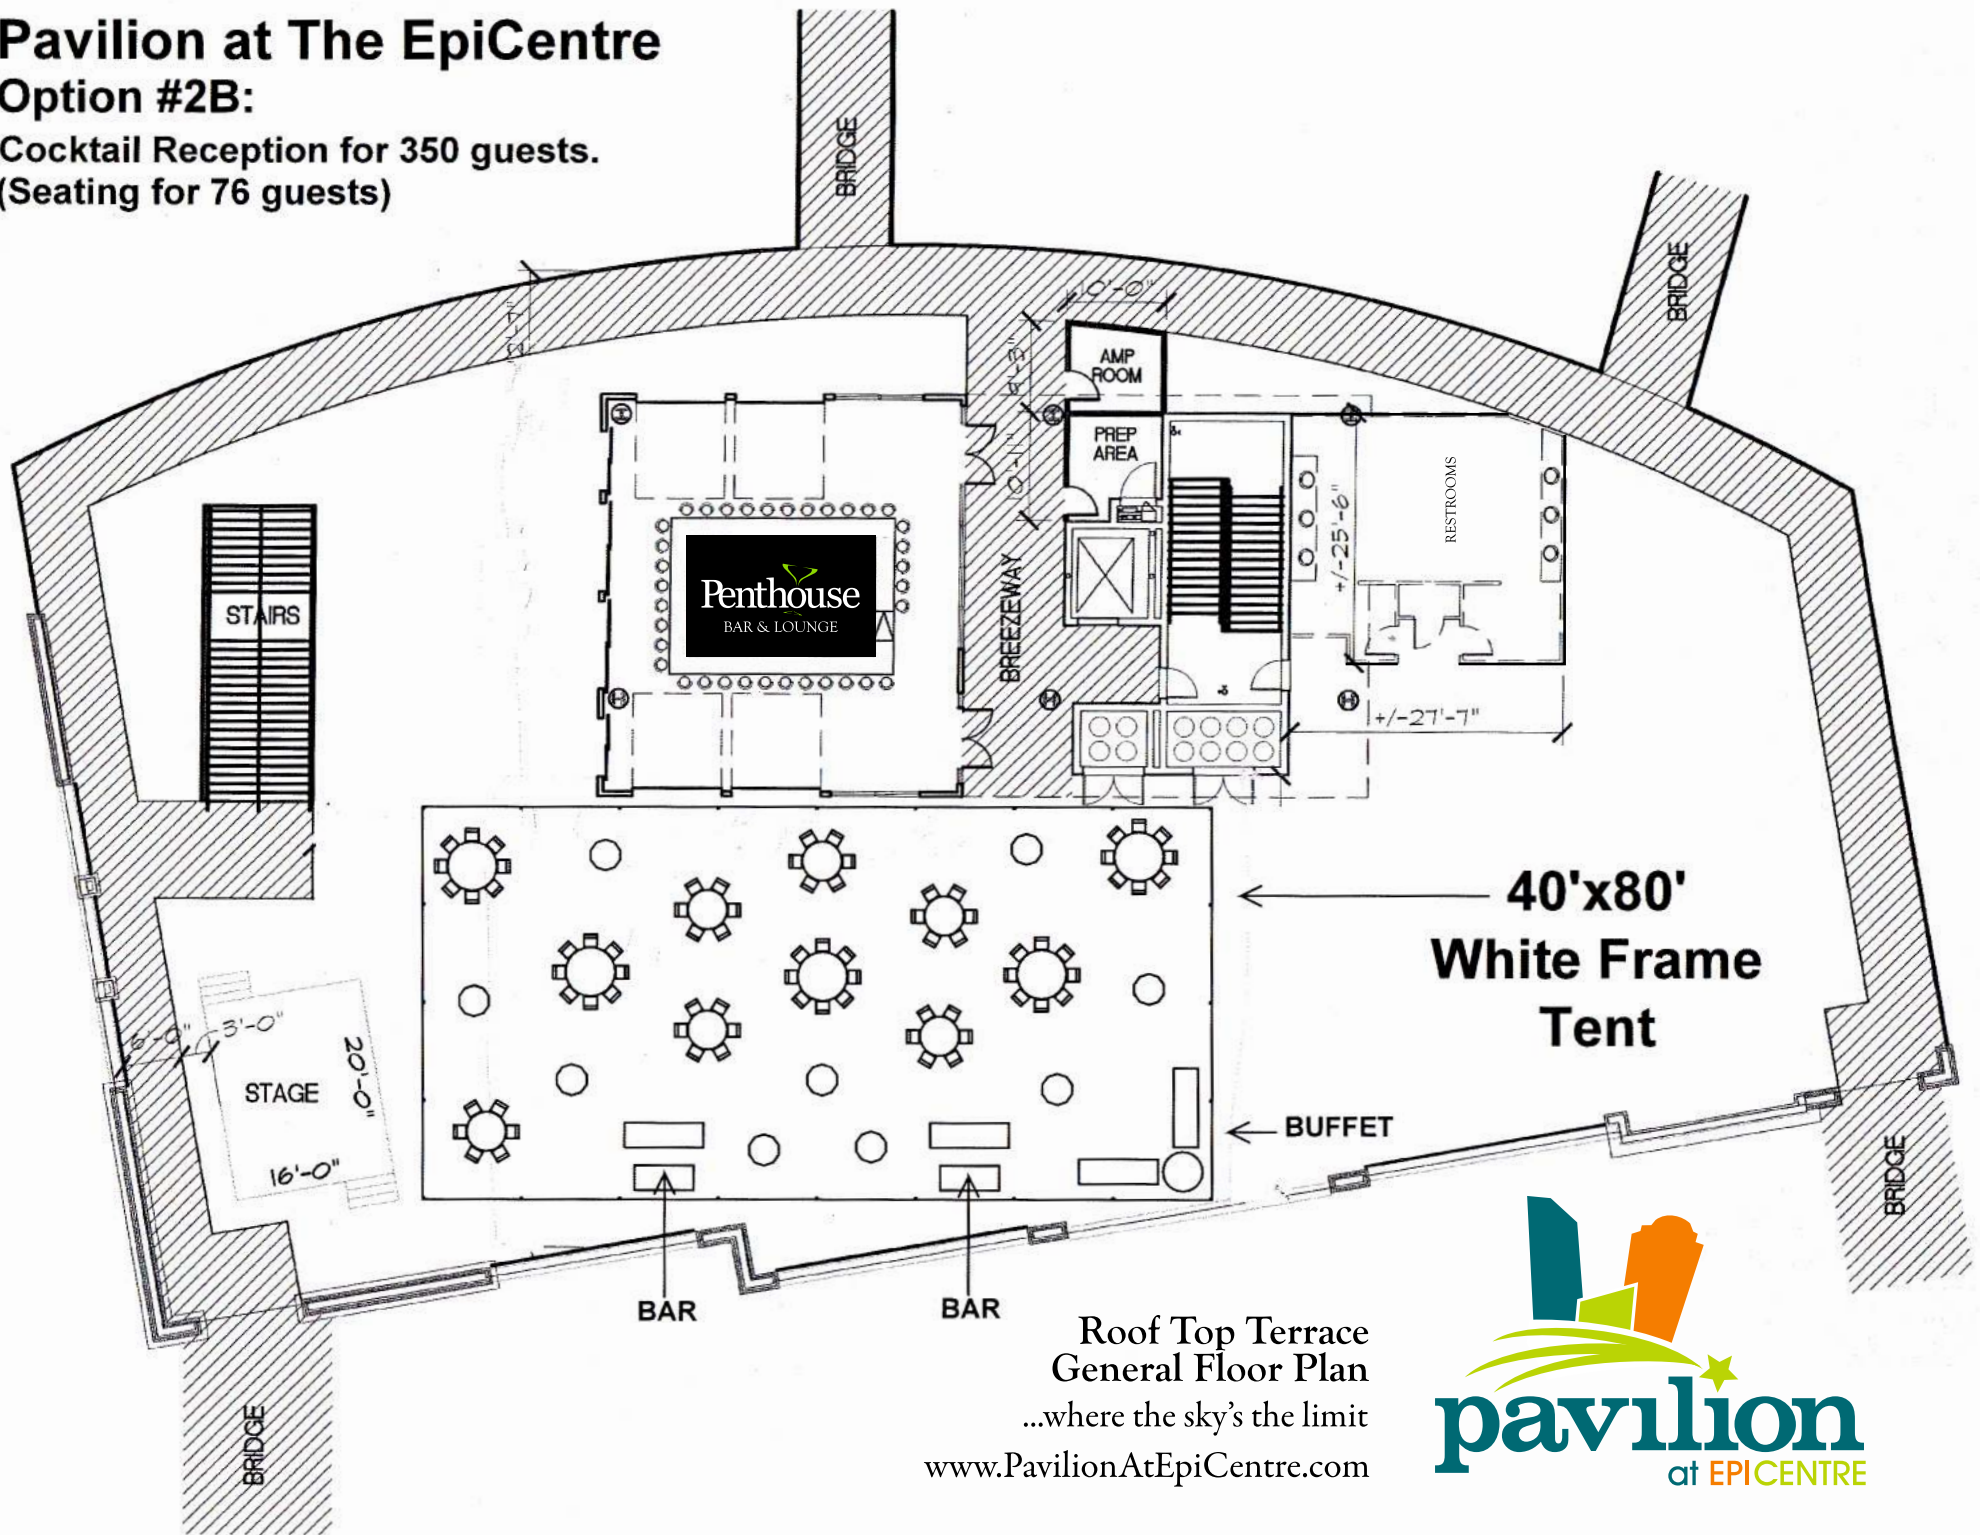 Pavilion at The EpiCentre
Option #2B:
Cocktail Reception for 350 guests.
(Seating for 76 guests)
BRIDGE
BRIDGE
10'-0"
AMP
ROOM
PREP
AREA
RESTROOMS
+/-25'-6"
STAIRS
Penthouse
BAR & LOUNGE
BREEZEWAY
+/-27'-7"
40'x80'
White Frame
Tent
6'-0"
3'-0"
20'-0"
STAGE
16'-0"
BUFFET
BRIDGE
BAR
BAR
Roof Top Terrace
General Floor Plan
...where the sky's the limit
www.PavilionAtEpiCentre.com
BRIDGE
pavilion
at EPICENTRE